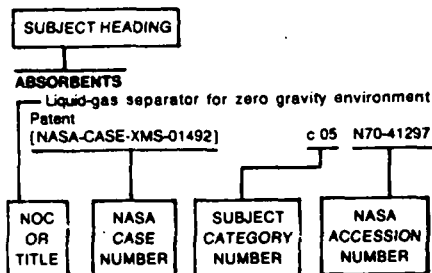 SUBJECT HEADING
ABSORBENTS
Liquid-gas separator for zero gravity environment
Patent
[NASA-CASE-XMS-01492] c 05 N70-41297
NOC OR TITLE
NASA CASE NUMBER
SUBJECT CATEGORY NUMBER
NASA ACCESSION NUMBER